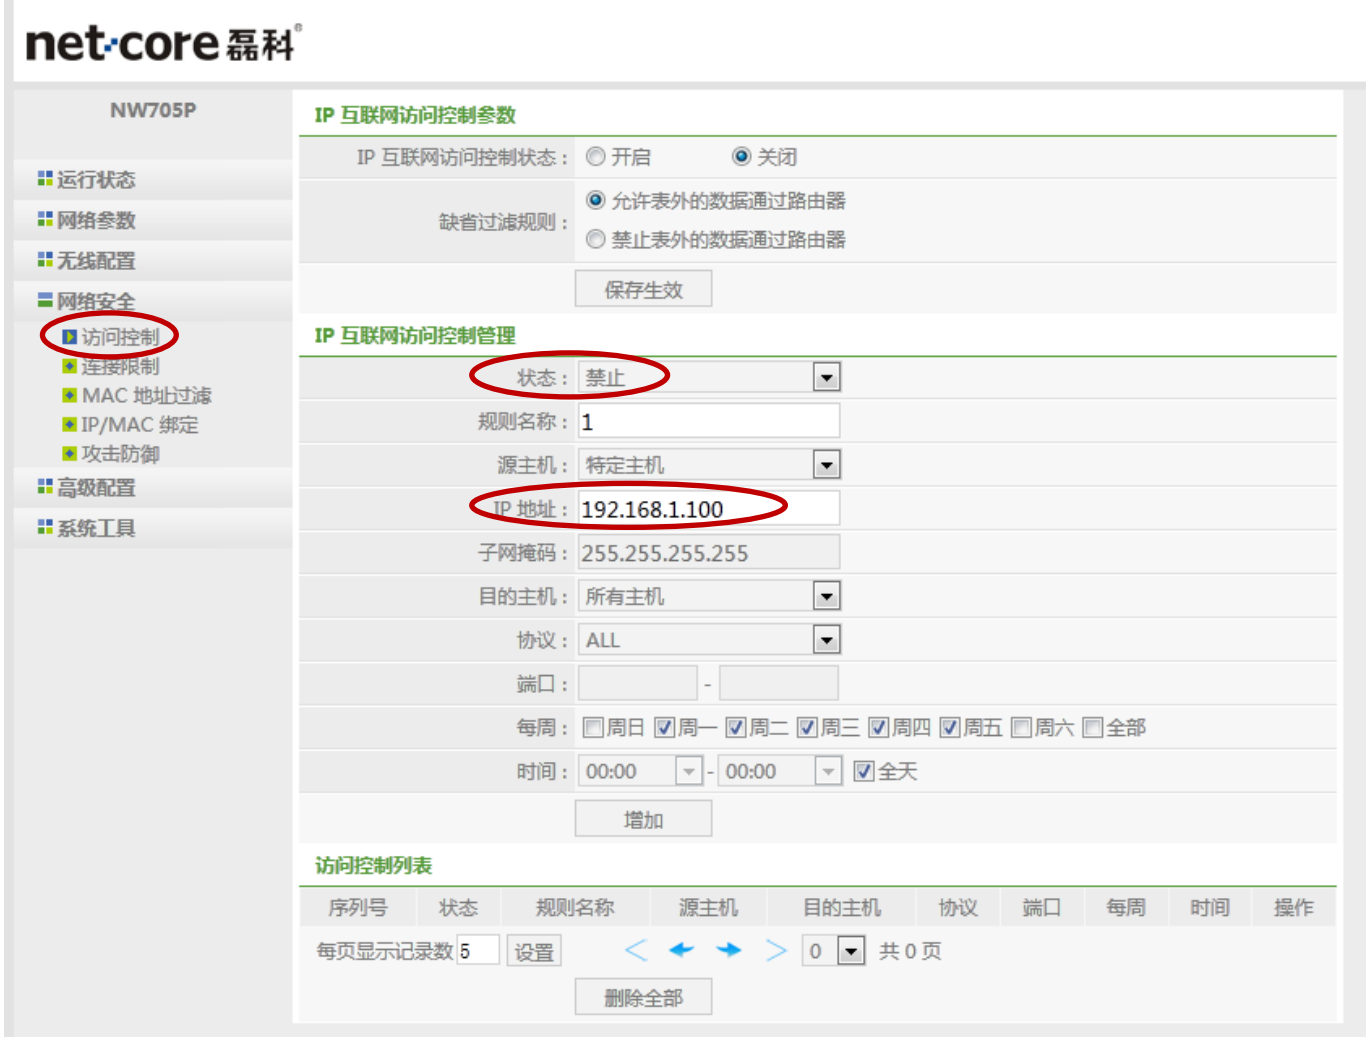 net·core 磊科®
NW705P
运行状态
网络参数
无线配置
网络安全
访问控制
连接限制
MAC 地址过滤
IP/MAC 绑定
攻击防御
高级配置
系统工具
IP 互联网访问控制参数
IP 互联网访问控制状态： 开启 关闭
缺省过滤规则： 允许表外的数据通过路由器
禁止表外的数据通过路由器
保存生效
IP 互联网访问控制管理
状态： 禁止
规则名称： 1
源主机： 特定主机
IP 地址： 192.168.1.100
子网掩码： 255.255.255.255
目的主机： 所有主机
协议： ALL
端口： -
每周： 周日 周一 周二 周三 周四 周五 周六 全部
时间： 00:00 - 00:00 全天
增加
访问控制列表
序列号 状态 规则名称 源主机 目的主机 协议 端口 每周 时间 操作
每页显示记录数 5 设置 0 共 0 页
删除全部